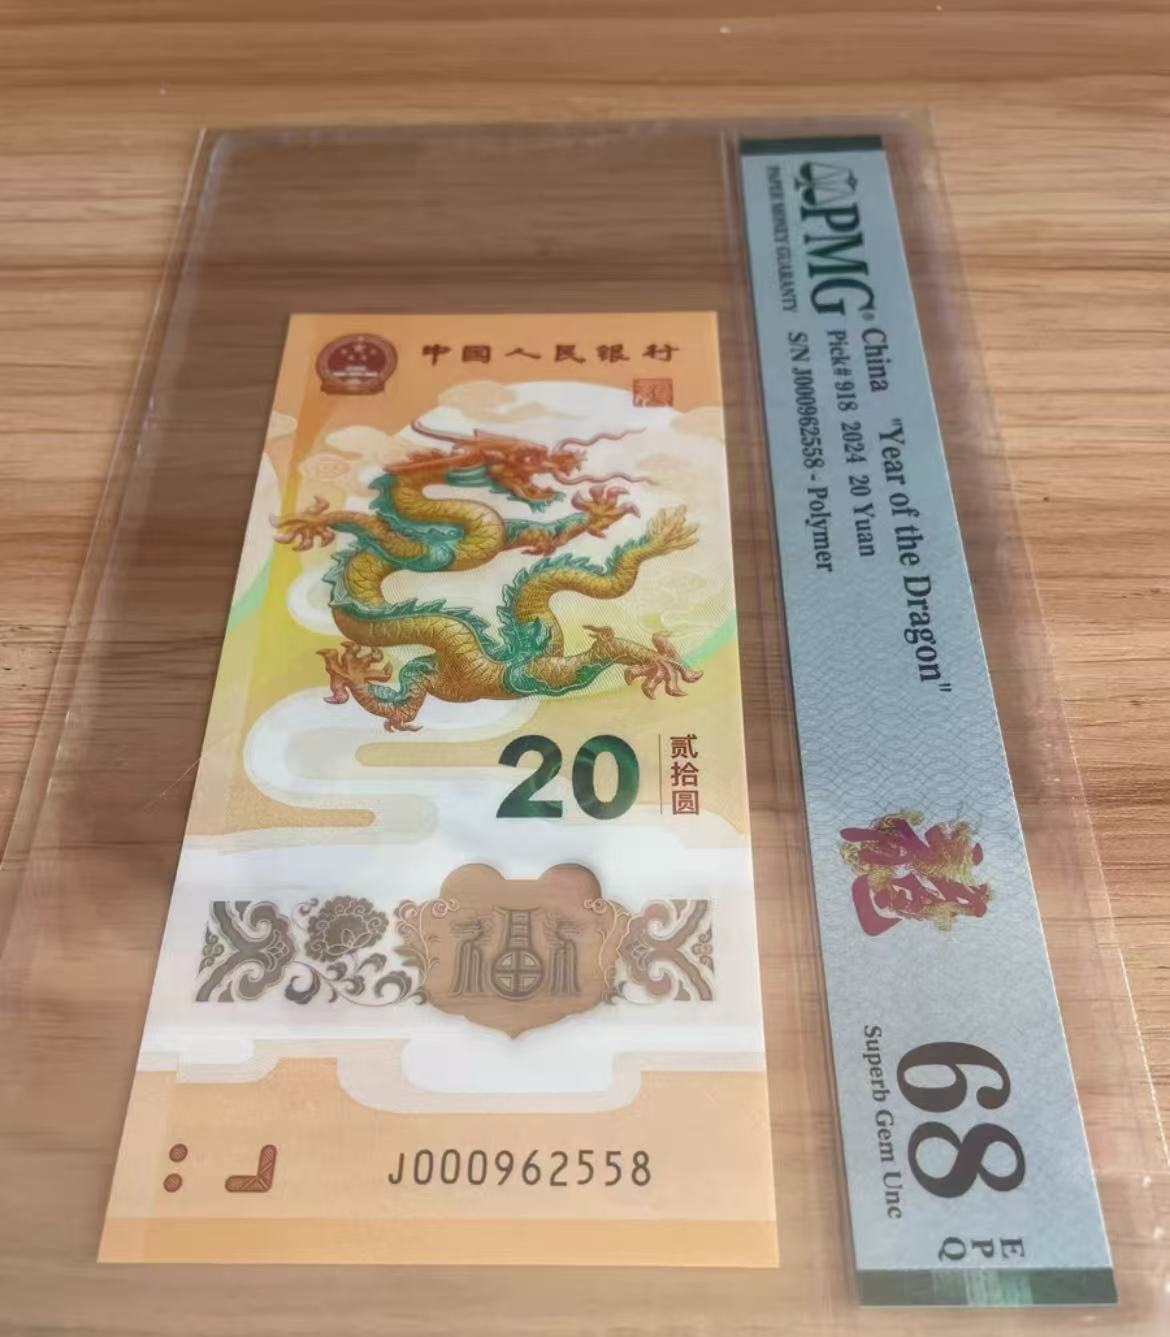 中国人民银行
20
贰拾圆
福
J000962558
PMG®
PAPER MONEY GUARANTY
China "Year of the Dragon"
Pick# 918 2024 20 Yuan
S/N J000962558 - Polymer
68
Superb Gem Unc
E
P
Q